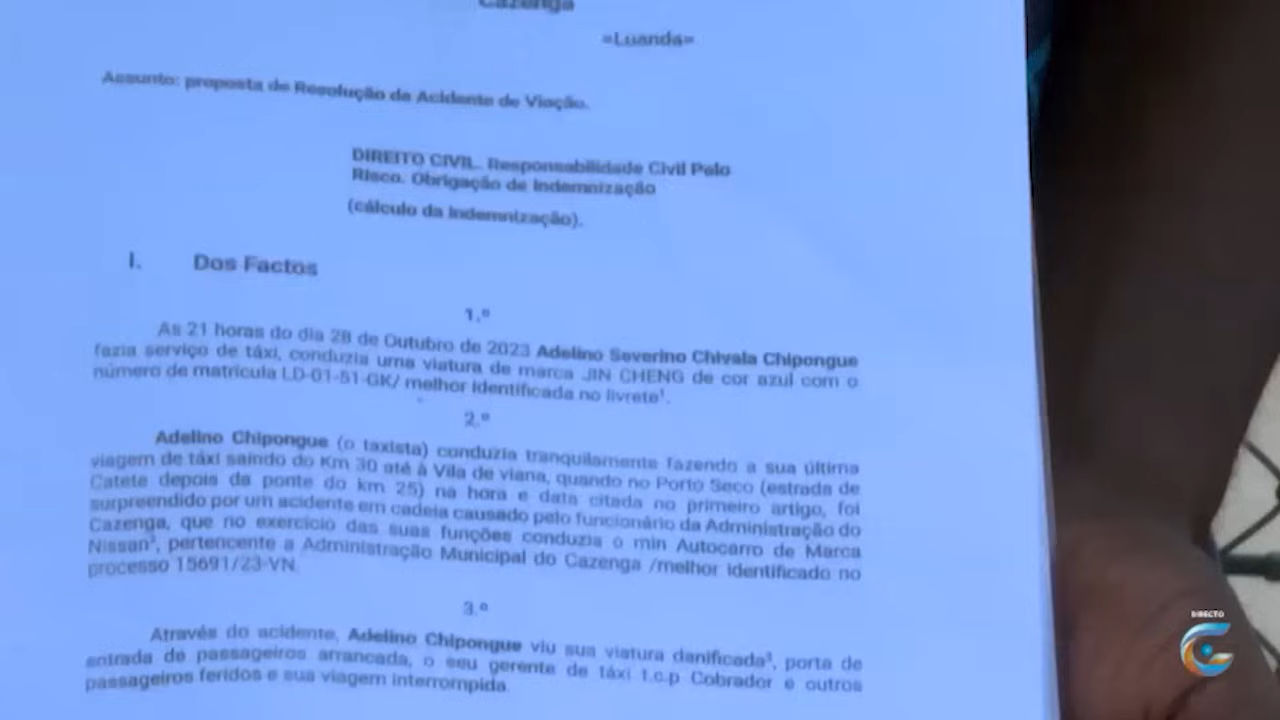 Cazenga
=Luanda=
Assunto: proposta de Resolução da Acidente de Viação.
DIREITO CIVIL. Responsabilidade Civil Pelo
Risco. Obrigação de Indemnização
(cálculo da Indemnização).
I. Dos Factos
1.º
As 21 horas do dia 28 de Outubro de 2023 Adelino Severino Chivala Chipongue
fazia serviço de táxi, conduzia uma viatura de marca JIN CHENG de cor azul com o
número de matrícula LD-01-51-GK/ melhor identificada no livrete¹.
2.º
Adelino Chipongue (o taxista) conduzia tranquilamente fazendo a sua última
viagem de táxi saindo do Km 30 até à Vila de viana, quando no Porto Seco (estrada de
Catete depois da ponte do km 25) na hora e data citada no primeiro artigo, foi
surpreendido por um acidente em cadeia causado pelo funcionário da Administração do
Cazenga, que no exercício das suas funções conduzia o min Autocarro de Marca
Nissan², pertencente a Administração Municipal do Cazenga /melhor identificado no
processo 15691/23-VN.
3.º
Através do acidente, Adelino Chipongue viu sua viatura danificada³, porta de
entrada de passageiros arrancada, o seu gerente de táxi t.c.p Cobrador e outros
passageiros feridos e sua viagem interrompida.
DIRECTO